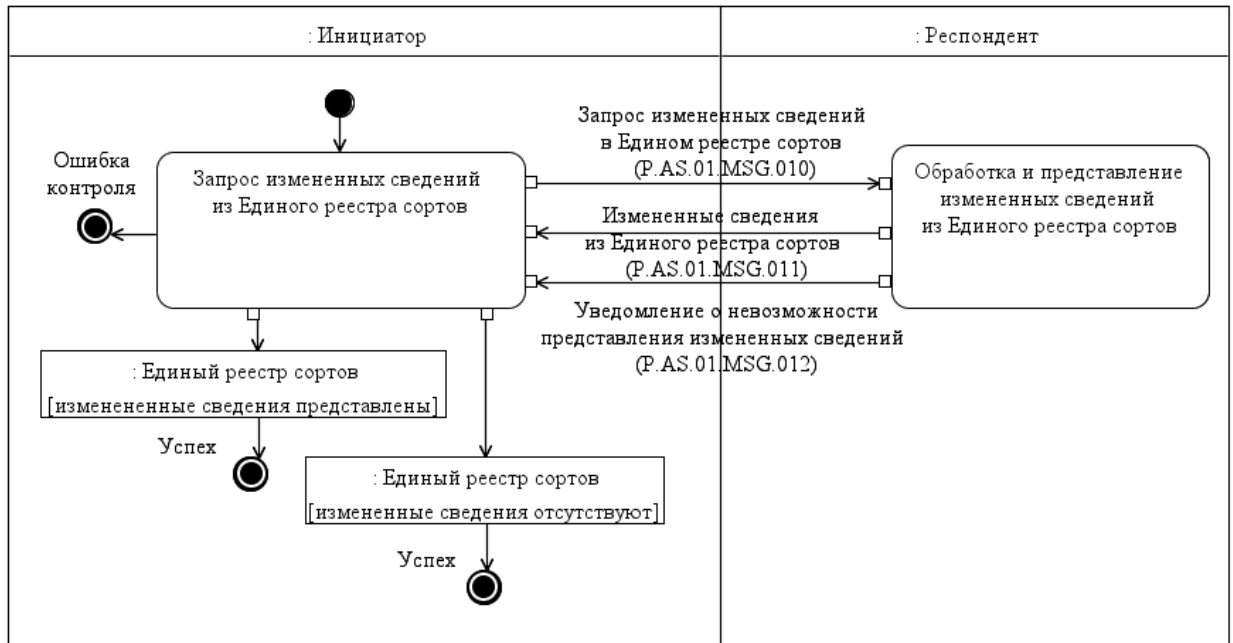 : Инициатор
: Респондент
Запрос измененных сведений
в Едином реестре сортов
(P.AS.01.MSG.010)
Ошибка
контроля
Запрос измененных сведений
из Единого реестра сортов
Обработка и представление
измененных сведений
из Единого реестра сортов
Измененные сведения
из Единого реестра сортов
(P.AS.01.MSG.011)
Уведомление о невозможности
представления измененных сведений
(P.AS.01.MSG.012)
: Единый реестр сортов
[измененненные сведения представлены]
Успех
: Единый реестр сортов
[измененные сведения отсутствуют]
Успех